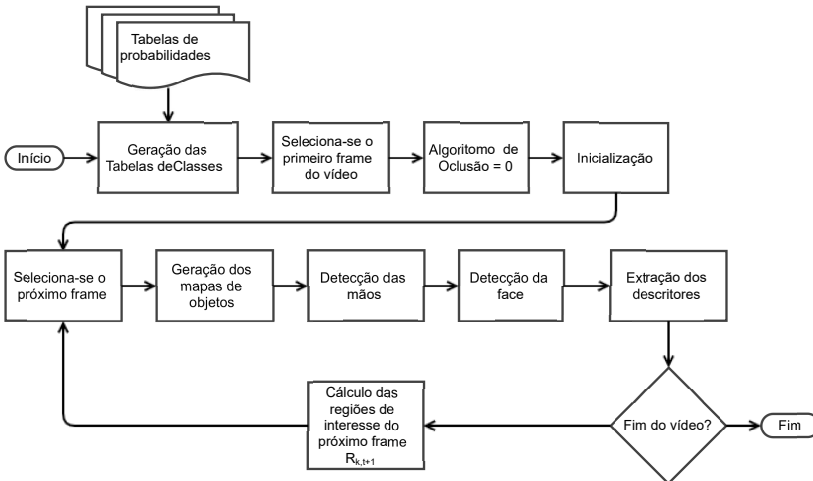 Tabelas de
probabilidades
Início
Geração das
Tabelas deClasses
Seleciona-se o
primeiro frame
do vídeo
Algoritomo de
Oclusão = 0
Inicialização
Seleciona-se o
próximo frame
Geração dos
mapas de
objetos
Detecção das
mãos
Detecção da
face
Extração dos
descritores
Cálculo das
regiões de
interesse do
próximo frame
Rk,t+1
Fim do vídeo?
Fim